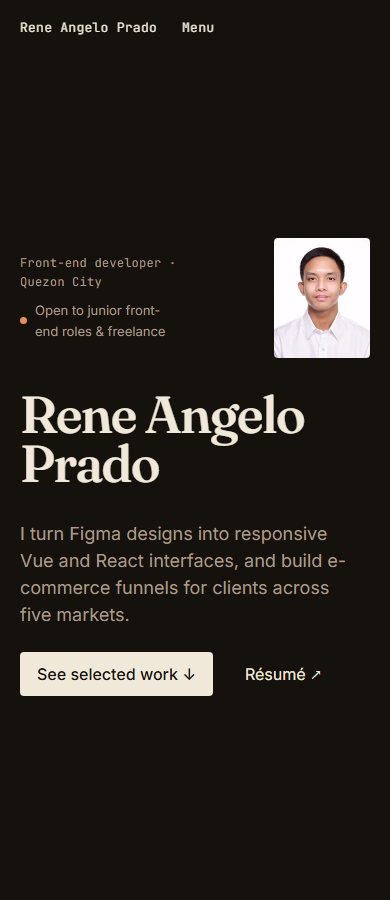 Rene Angelo Prado Menu
Front-end developer ·
Quezon City
Open to junior front-
end roles & freelance
Rene Angelo
Prado
I turn Figma designs into responsive
Vue and React interfaces, and build e-
commerce funnels for clients across
five markets.
See selected work ↓
Résumé ↗